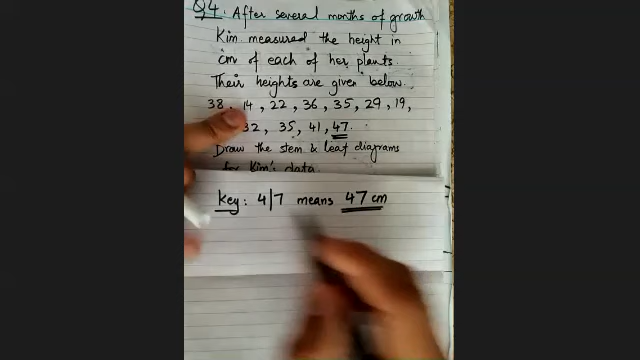 Q4. After several months of growth
Kim measured the height in
cm of each of her plants.
Their heights are given below.
38, 14, 22, 36, 35, 29, 19,
32, 35, 41, 47.
Draw the stem & leaf diagrams
for Kim's data.
Key: 4|7 means 47 cm